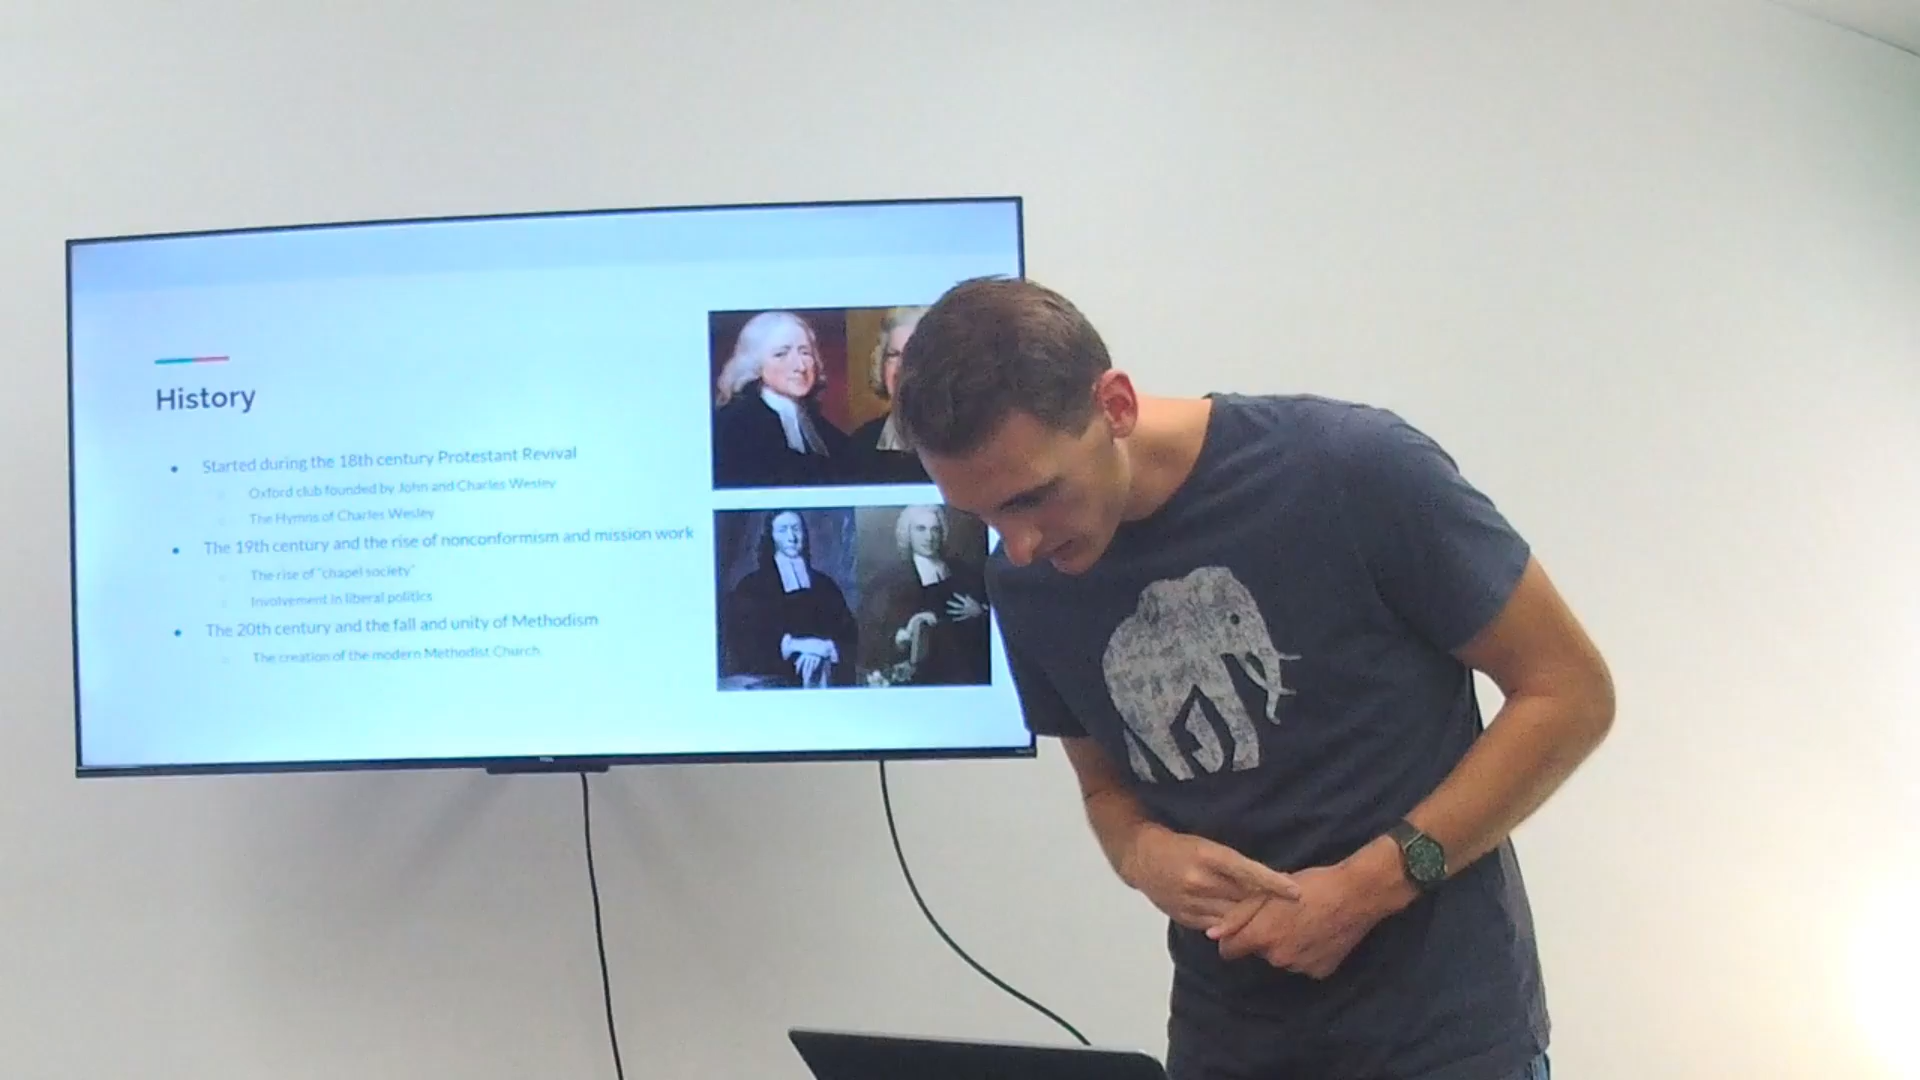 History
Started during the 18th century Protestant Revival
Oxford club founded by John and Charles Wesley
The Hymns of Charles Wesley
The 19th century and the rise of nonconformism and mission work
The rise of "chapel society"
Involvement in liberal politics
The 20th century and the fall and unity of Methodism
The creation of the modern Methodist Church